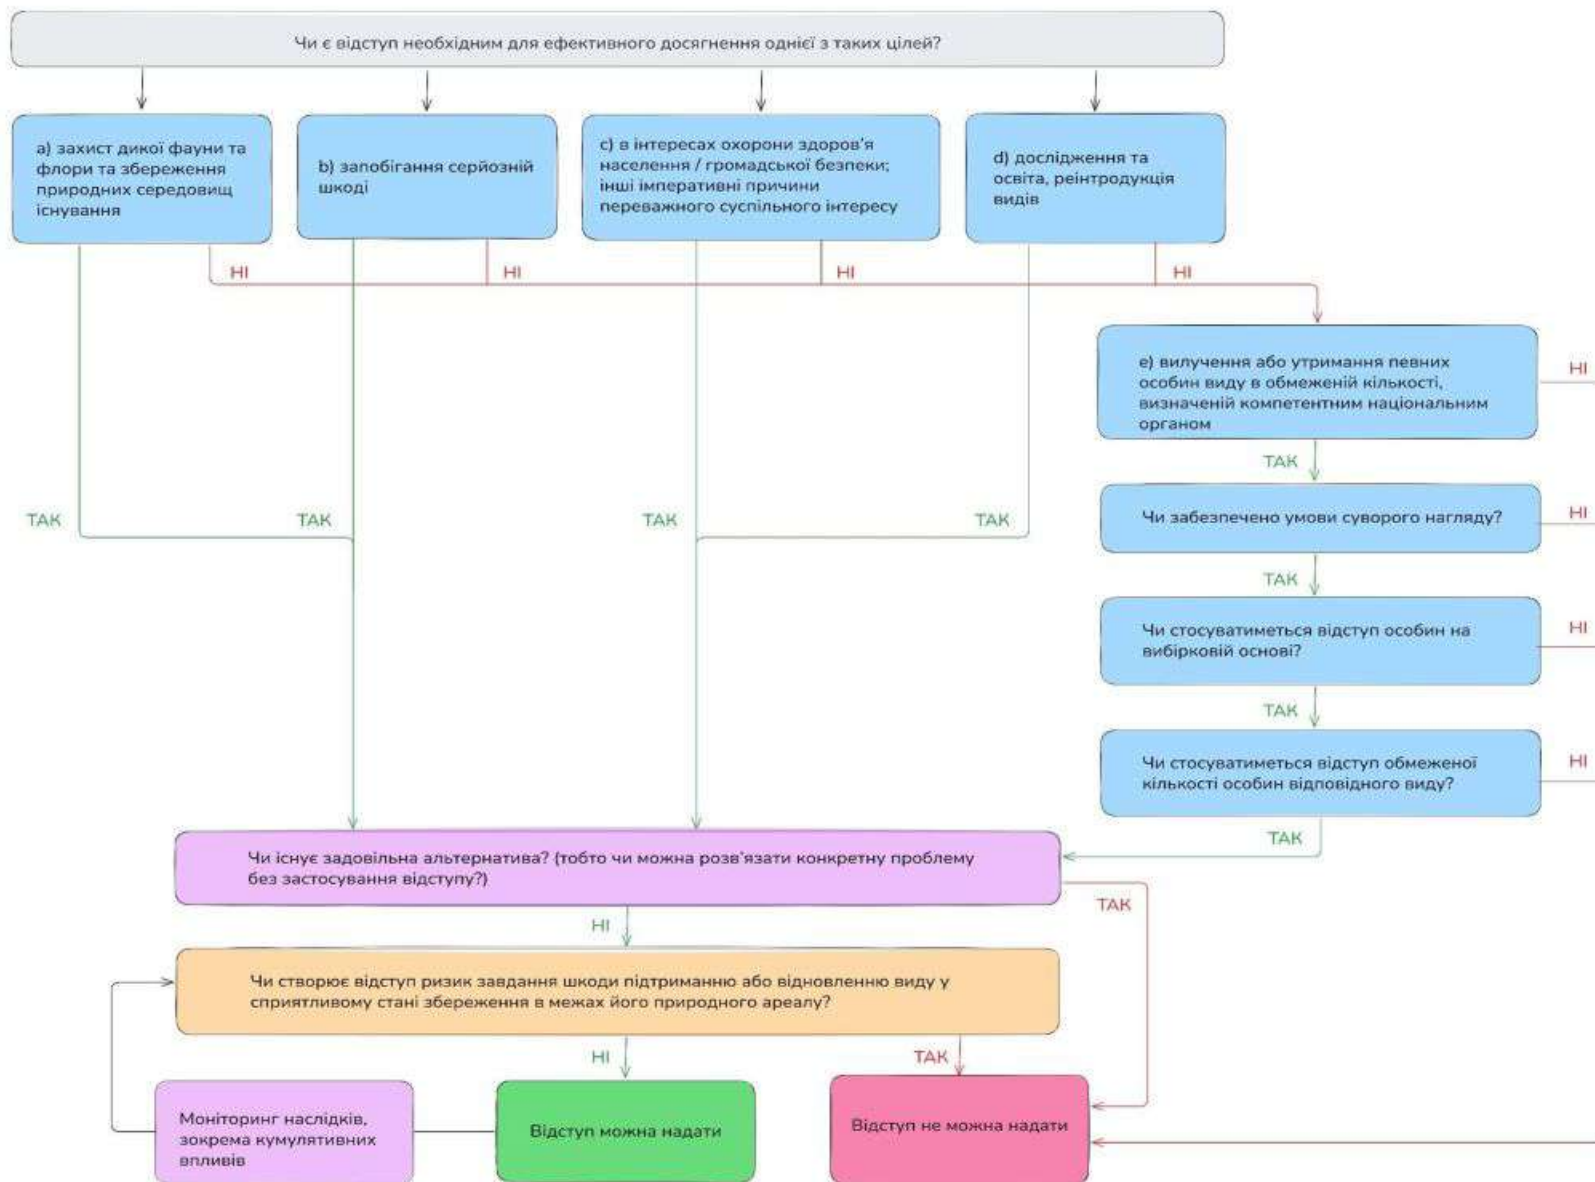 Чи є відступ необхідним для ефективного досягнення однієї з таких цілей?
a) захист дикої фауни та
флори та збереження
природних середовищ
існування
b) запобігання серйозній
шкоді
c) в інтересах охорони здоров'я
населення / громадської безпеки;
інші імперативні причини
переважного суспільного інтересу
d) дослідження та
освіта, реінтродукція
видів
НІ
НІ
НІ
НІ
e) вилучення або утримання певних
особин виду в обмеженій кількості,
визначеній компетентним національним
органом
НІ
ТАК
Чи забезпечено умови суворого нагляду?
НІ
ТАК
ТАК
ТАК
ТАК
ТАК
Чи стосуватиметься відступ особин на
вибірковій основі?
НІ
ТАК
Чи стосуватиметься відступ обмеженої
кількості особин відповідного виду?
НІ
ТАК
Чи існує задовільна альтернатива? (тобто чи можна розв'язати конкретну проблему
без застосування відступу?)
ТАК
НІ
Чи створює відступ ризик завдання шкоди підтриманню або відновленню виду у
сприятливому стані збереження в межах його природного ареалу?
НІ
ТАК
Моніторинг наслідків,
зокрема кумулятивних
впливів
Відступ можна надати
Відступ не можна надати